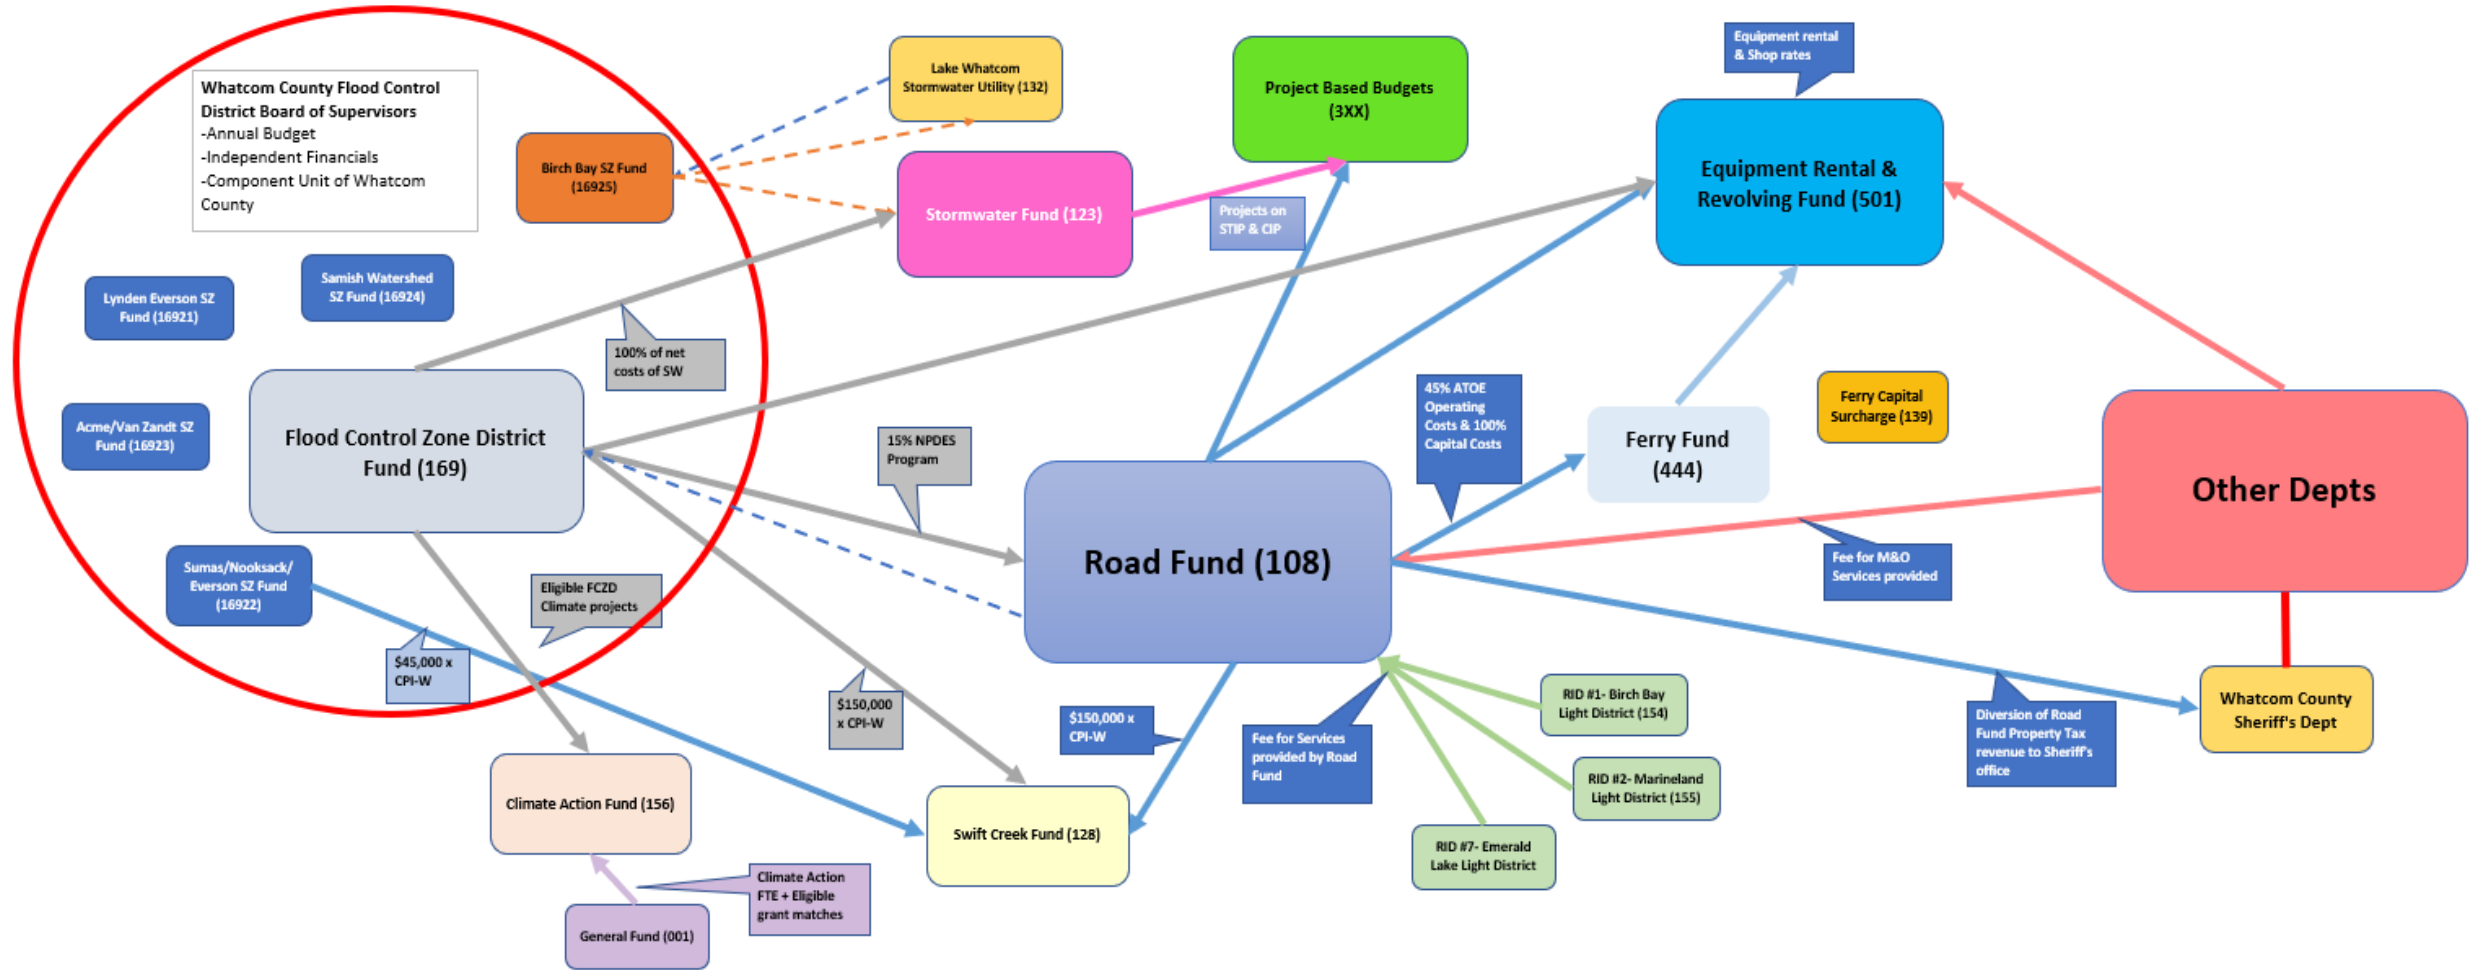 Whatcom County Flood Control
District Board of Supervisors
-Annual Budget
-Independent Financials
-Component Unit of Whatcom
County
Birch Bay SZ Fund
(16925)
Lake Whatcom
Stormwater Utility (132)
Stormwater Fund (123)
Project Based Budgets
(3XX)
Projects on
STIP & CIP
Equipment rental
& Shop rates
Equipment Rental &
Revolving Fund (501)
Lynden Everson SZ
Fund (16921)
Samish Watershed
SZ Fund (16924)
100% of net
costs of SW
Acme/Van Zandt SZ
Fund (16923)
Flood Control Zone District
Fund (169)
15% NPDES
Program
45% ATOE
Operating
Costs & 100%
Capital Costs
Ferry Fund
(444)
Ferry Capital
Surcharge (139)
Other Depts
Road Fund (108)
Fee for M&O
Services provided
Sumas/Nooksack/
Everson SZ Fund
(16922)
Eligible FCZD
Climate projects
$45,000 x
CPI-W
$150,000
x CPI-W
$150,000 x
CPI-W
Fee for Services
provided by Road
Fund
RID #1- Birch Bay
Light District (154)
RID #2- Marineland
Light District (155)
RID #7- Emerald
Lake Light District
Diversion of Road
Fund Property Tax
revenue to Sheriff's
office
Whatcom County
Sheriff's Dept
Climate Action Fund (156)
Swift Creek Fund (128)
Climate Action
FTE + Eligible
grant matches
General Fund (001)